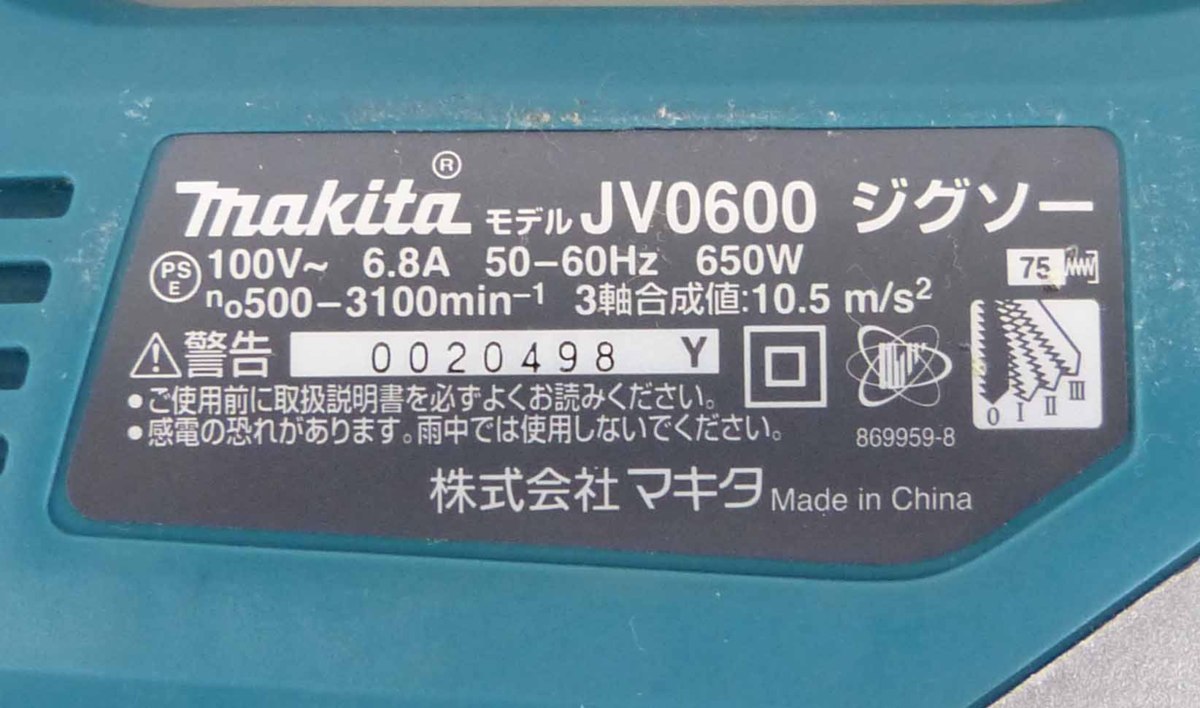 makita® モデル JV0600 ジグソー
PSE 100V~ 6.8A 50-60Hz 650W
75
no500-3100min-1 3軸合成値:10.5 m/s2
⚠警告 0020498 Y
0 I II III
•ご使用前に取扱説明書を必ずよくお読みください。
•感電の恐れがあります。雨中では使用しないでください。
869959-8
株式会社マキタ Made in China